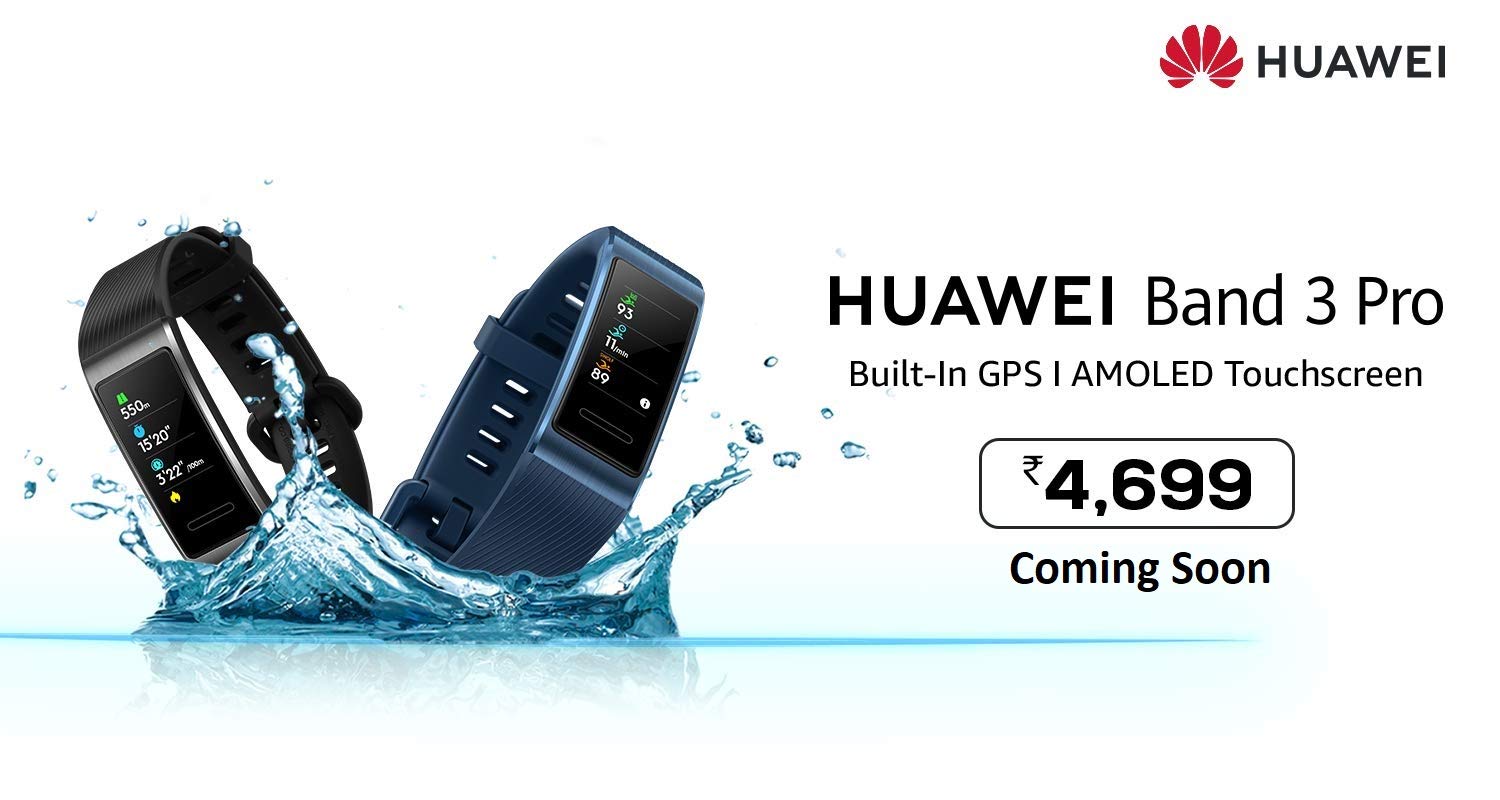 HUAWEI
HUAWEI Band 3 Pro
Built-In GPS I AMOLED Touchscreen
₹4,699
Coming Soon
550m
15'20"
3'22" /100m
93
11/min
89